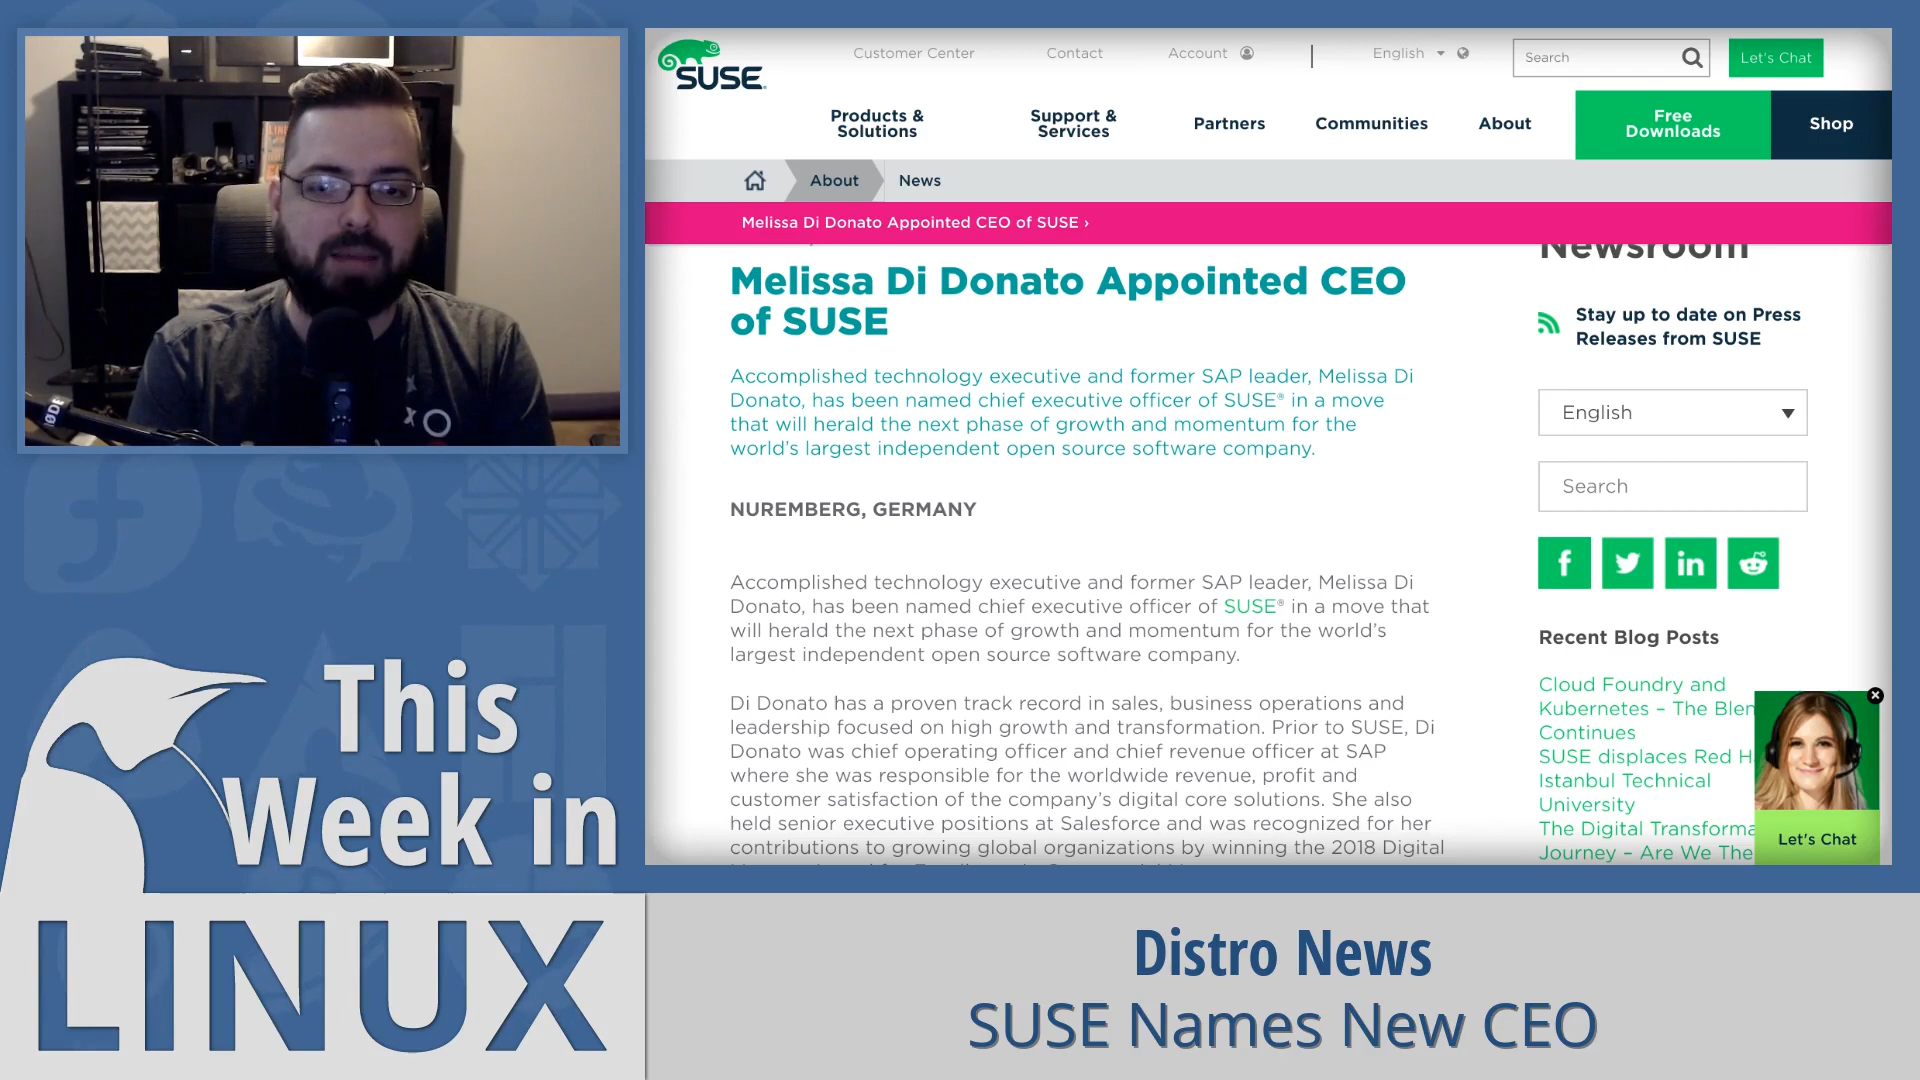 SUSE
Customer Center
Contact
Account
English
Search
Let's Chat
Products &
Solutions
Support &
Services
Partners
Communities
About
Free
Downloads
Shop
About
News
Melissa Di Donato Appointed CEO of SUSE ›
Newsroom
Melissa Di Donato Appointed CEO
of SUSE
Accomplished technology executive and former SAP leader, Melissa Di
Donato, has been named chief executive officer of SUSE® in a move
that will herald the next phase of growth and momentum for the
world’s largest independent open source software company.
NUREMBERG, GERMANY
Accomplished technology executive and former SAP leader, Melissa Di
Donato, has been named chief executive officer of SUSE® in a move that
will herald the next phase of growth and momentum for the world’s
largest independent open source software company.
Di Donato has a proven track record in sales, business operations and
leadership focused on high growth and transformation. Prior to SUSE, Di
Donato was chief operating officer and chief revenue officer at SAP
where she was responsible for the worldwide revenue, profit and
customer satisfaction of the company’s digital core solutions. She also
held senior executive positions at Salesforce and was recognized for her
contributions to growing global organizations by winning the 2018 Digital
Stay up to date on Press
Releases from SUSE
English
Search
Recent Blog Posts
Cloud Foundry and
Kubernetes – The Blen
Continues
SUSE displaces Red H
Istanbul Technical
University
The Digital Transforma
Journey – Are We The
Let's Chat
RØDE
This
Week in
LINUX
Distro News
SUSE Names New CEO